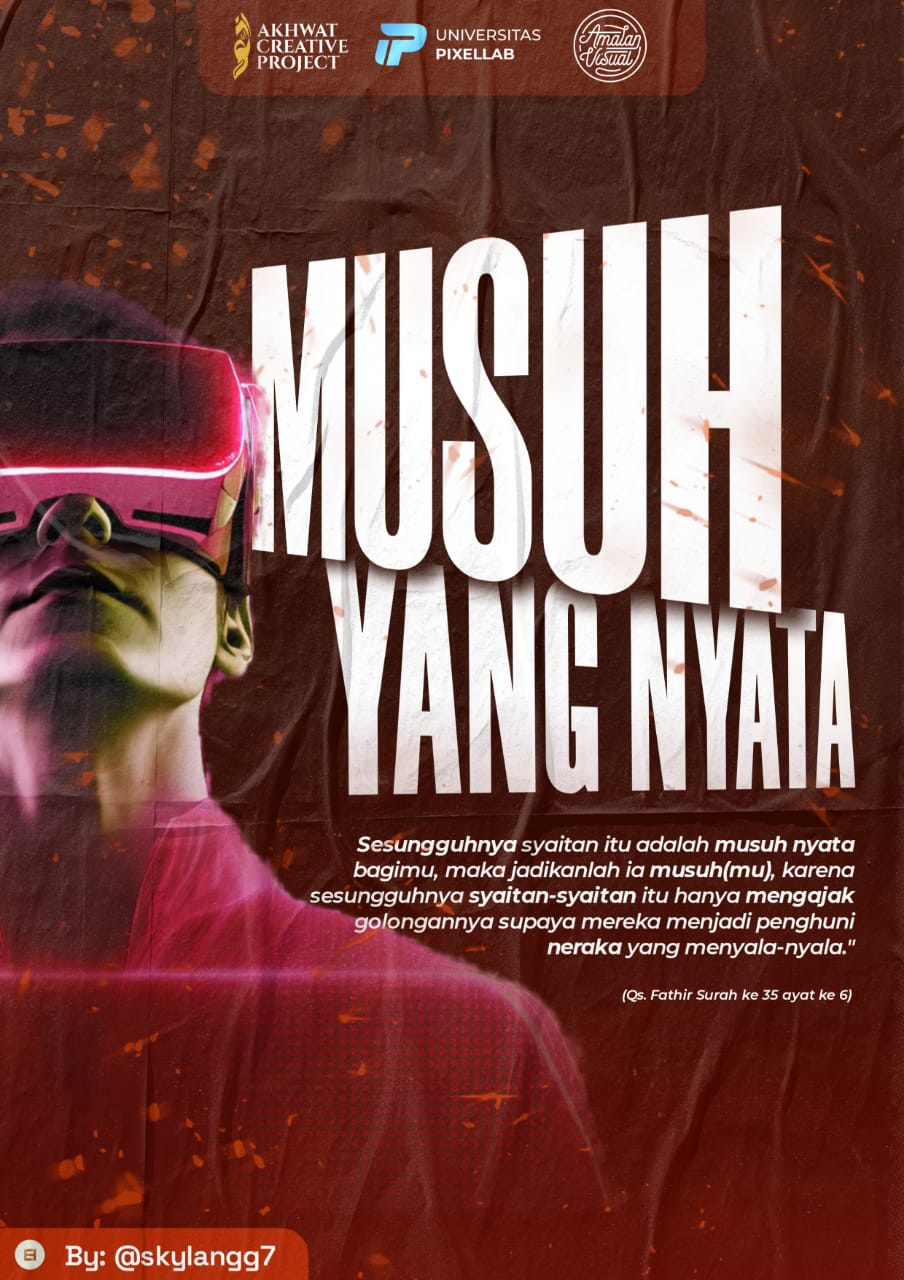 AKHWAT
CREATIVE
PROJECT
UNIVERSITAS
PIXELLAB
Amalan
Visual
MUSUH
YANG NYATA
Sesungguhnya syaitan itu adalah musuh nyata
bagimu, maka jadikanlah ia musuh(mu), karena
sesungguhnya syaitan-syaitan itu hanya mengajak
golongannya supaya mereka menjadi penghuni
neraka yang menyala-nyala."
(Qs. Fathir Surah ke 35 ayat ke 6)
By: @skylangg7